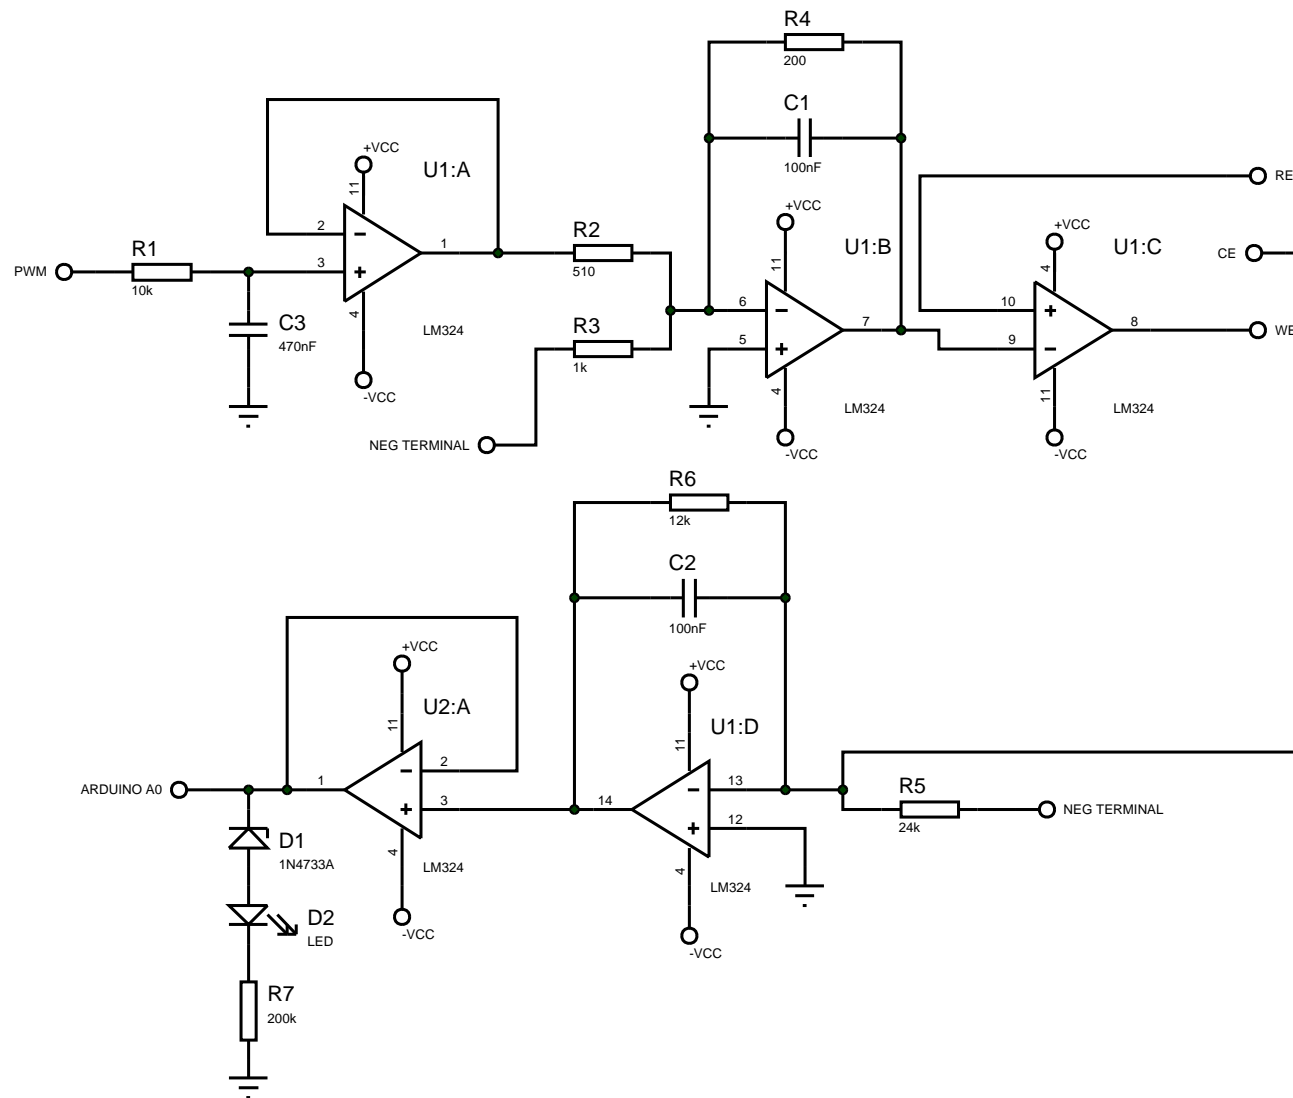 R4
200
C1
100nF
+VCC
11
U1:A
2
3
1
4
LM324
-VCC
PWM
R1
10k
C3
470nF
R2
510
R3
1k
NEG TERMINAL
+VCC
11
U1:B
6
5
7
4
LM324
-VCC
+VCC
4
U1:C
10
9
8
11
LM324
-VCC
RE
CE
WE
R6
12k
C2
100nF
+VCC
11
U2:A
2
3
1
4
LM324
-VCC
+VCC
11
U1:D
13
12
14
4
LM324
-VCC
R5
24k
NEG TERMINAL
ARDUINO A0
D1
1N4733A
D2
LED
R7
200k